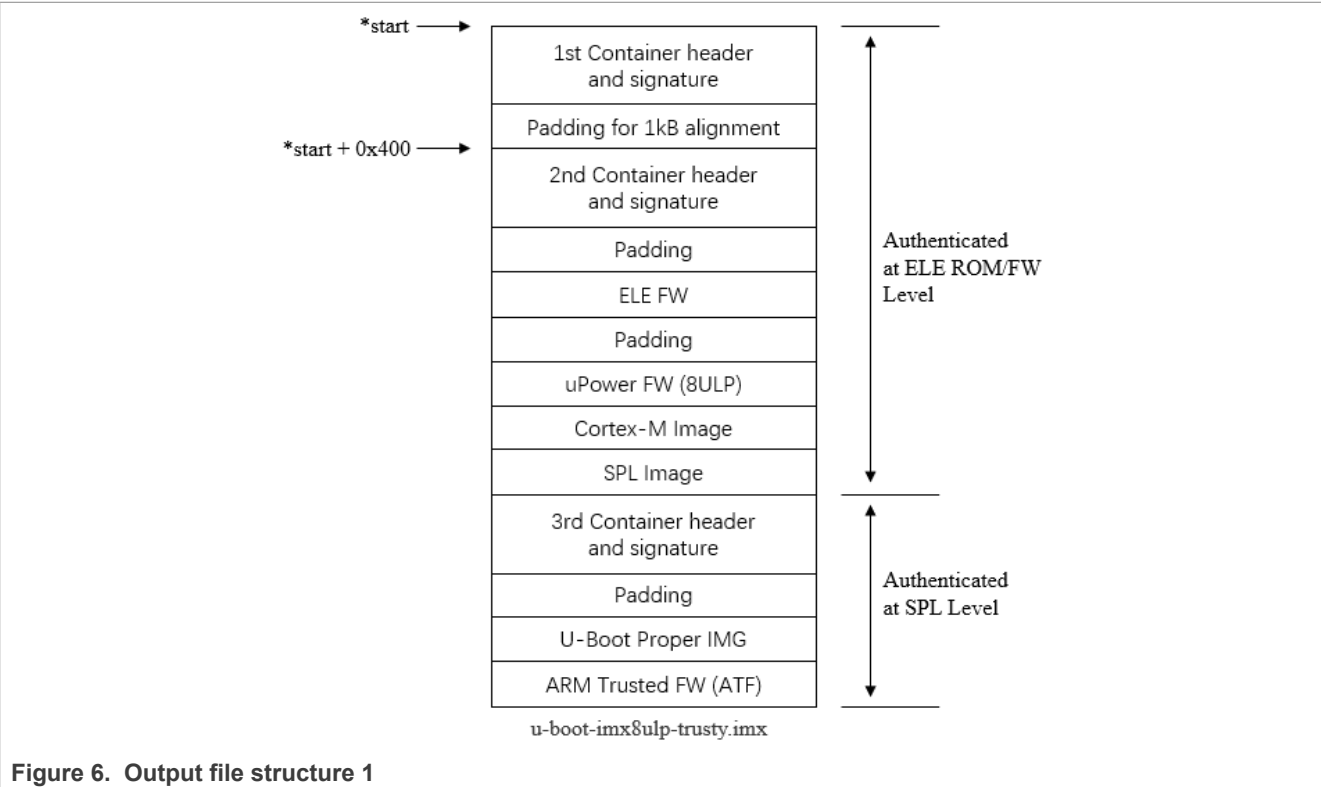 *start
1st Container header
and signature
Padding for 1kB alignment
*start + 0x400
2nd Container header
and signature
Padding
ELE FW
Padding
uPower FW (8ULP)
Cortex-M Image
SPL Image
Authenticated
at ELE ROM/FW
Level
3rd Container header
and signature
Padding
U-Boot Proper IMG
ARM Trusted FW (ATF)
Authenticated
at SPL Level
u-boot-imx8ulp-trusty.imx
Figure 6. Output file structure 1